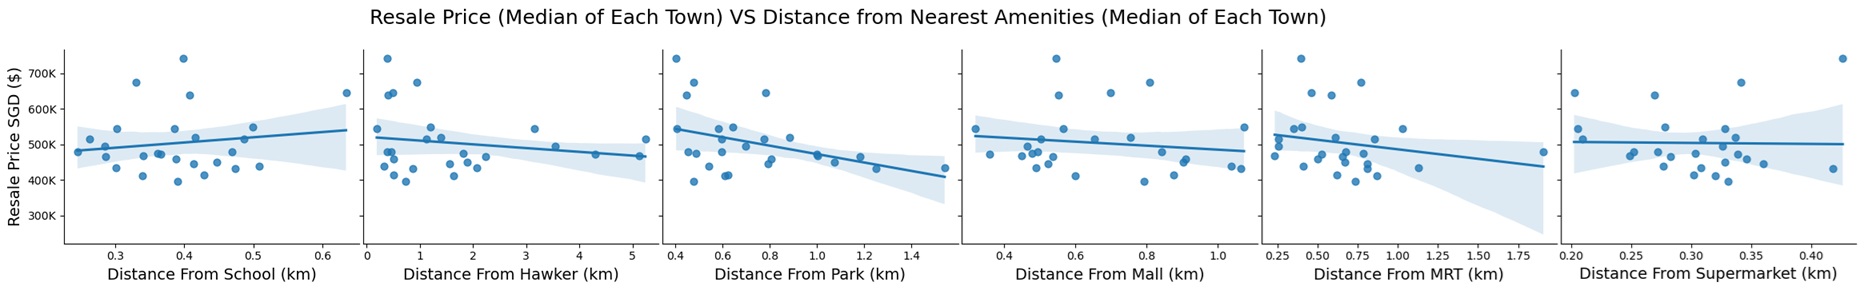 Resale Price (Median of Each Town) VS Distance from Nearest Amenities (Median of Each Town)
Resale Price SGD ($)
700K
600K
500K
400K
300K
0.3 0.4 0.5 0.6
0 1 2 3 4 5
0.4 0.6 0.8 1.0 1.2 1.4
0.4 0.6 0.8 1.0
0.25 0.50 0.75 1.00 1.25 1.50 1.75
0.20 0.25 0.30 0.35 0.40
Distance From School (km)
Distance From Hawker (km)
Distance From Park (km)
Distance From Mall (km)
Distance From MRT (km)
Distance From Supermarket (km)